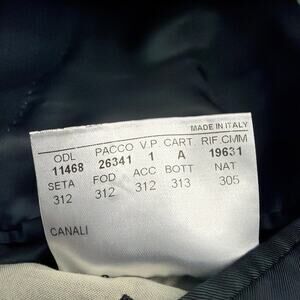 MADE IN ITALY
ODL PACCO V.P CART. RIF CMM
11468 26341 1 A 19631
SETA FOD ACC BOTT NAT
312 312 312 313 305
CANALI